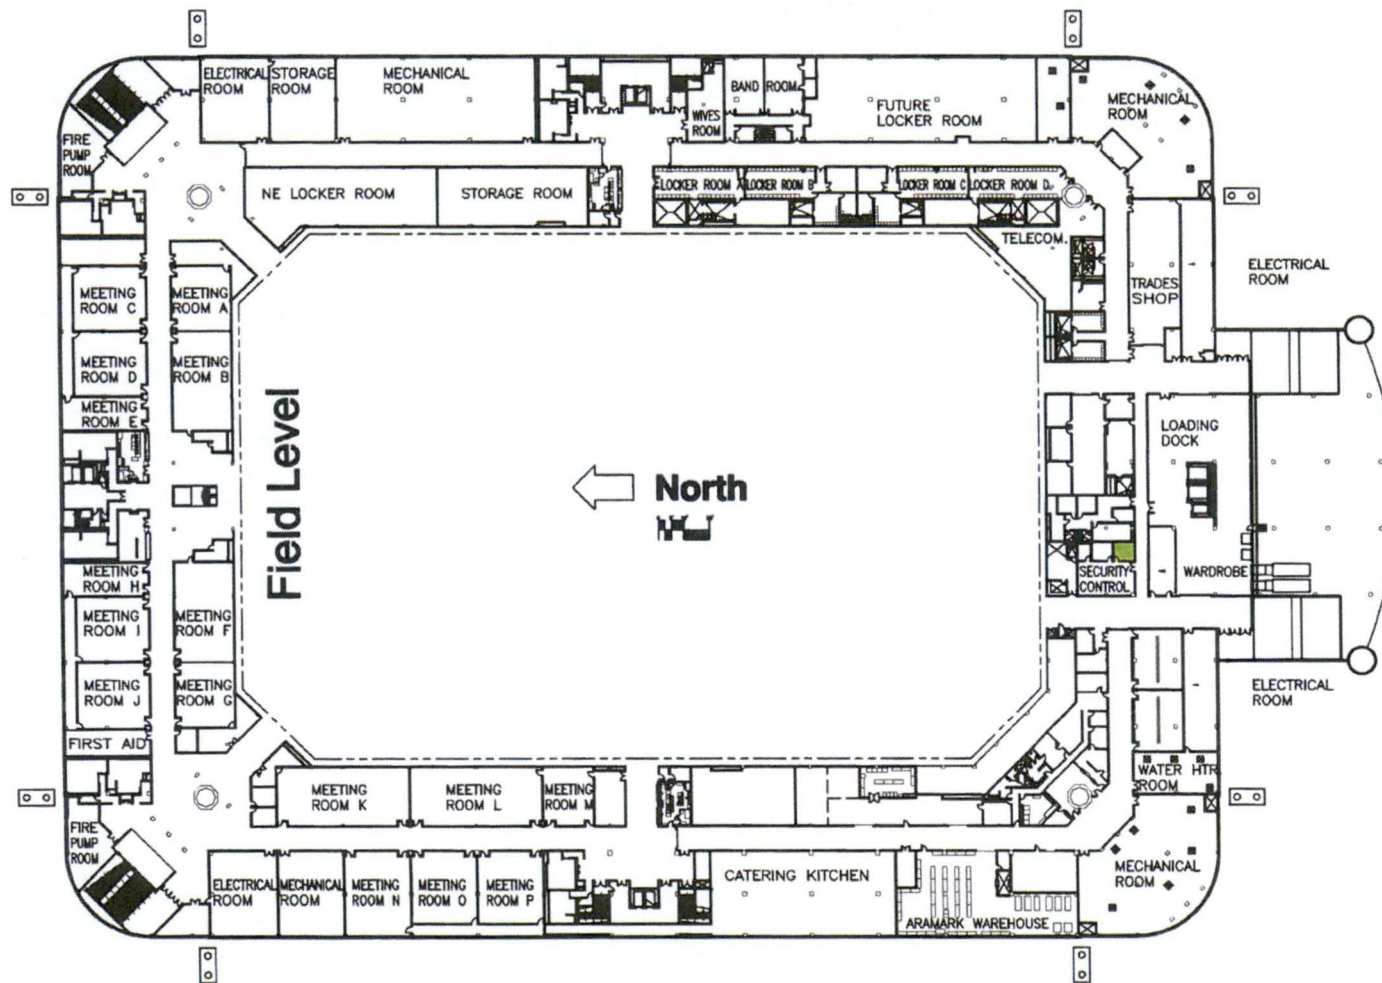 ELECTRICAL
ROOM
STORAGE
ROOM
MECHANICAL
ROOM
WIVES
ROOM
BAND ROOM
FUTURE
LOCKER ROOM
MECHANICAL
ROOM
FIRE
PUMP
ROOM
NE LOCKER ROOM
STORAGE ROOM
LOCKER ROOM A
LOCKER ROOM B
LOCKER ROOM C
LOCKER ROOM D
TELECOM.
TRADES
SHOP
ELECTRICAL
ROOM
MEETING
ROOM C
MEETING
ROOM A
MEETING
ROOM D
MEETING
ROOM B
MEETING
ROOM E
Field Level
North
LOADING
DOCK
WARDROBE
SECURITY
CONTROL
MEETING
ROOM H
MEETING
ROOM I
MEETING
ROOM F
MEETING
ROOM J
MEETING
ROOM G
FIRST AID
ELECTRICAL
ROOM
WATER HTR
ROOM
MEETING
ROOM K
MEETING
ROOM L
MEETING
ROOM M
FIRE
PUMP
ROOM
ELECTRICAL
ROOM
MECHANICAL
ROOM
MEETING
ROOM N
MEETING
ROOM O
MEETING
ROOM P
CATERING KITCHEN
ARAMARK WAREHOUSE
MECHANICAL
ROOM